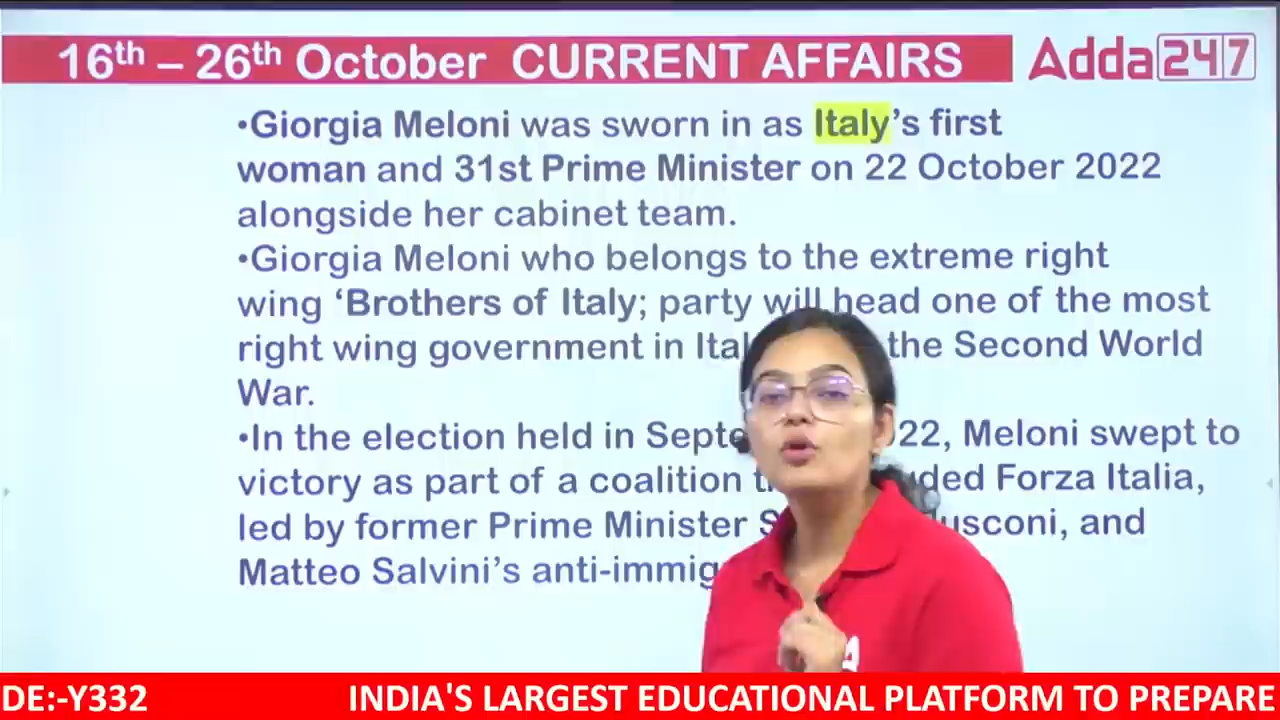 16th – 26th October CURRENT AFFAIRS
Adda247
•Giorgia Meloni was sworn in as Italy’s first
woman and 31st Prime Minister on 22 October 2022
alongside her cabinet team.
•Giorgia Meloni who belongs to the extreme right
wing ‘Brothers of Italy; party will head one of the most
right wing government in Ital the Second World
War.
•In the election held in Septe 22, Meloni swept to
victory as part of a coalition t uded Forza Italia,
led by former Prime Minister S usconi, and
Matteo Salvini’s anti-immig
DE:-Y332 INDIA'S LARGEST EDUCATIONAL PLATFORM TO PREPARE